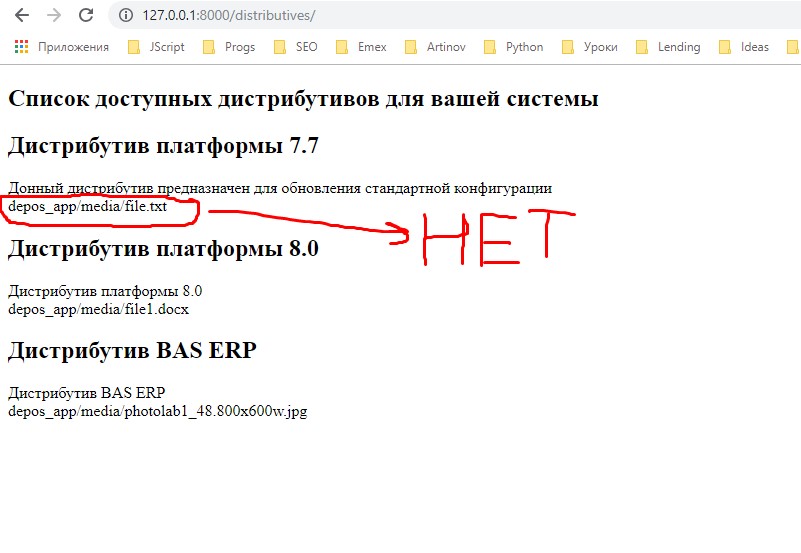 127.0.0.1:8000/distributives/
Приложения JScript Progs SEO Emex Artinov Python Уроки Lending Ideas
Список доступных дистрибутивов для вашей системы
Дистрибутив платформы 7.7
Донный дистрибутив предназначен для обновления стандартной конфигурации
depos_app/media/file.txt
НЕТ
Дистрибутив платформы 8.0
Дистрибутив платформы 8.0
depos_app/media/file1.docx
Дистрибутив BAS ERP
Дистрибутив BAS ERP
depos_app/media/photolab1_48.800x600w.jpg